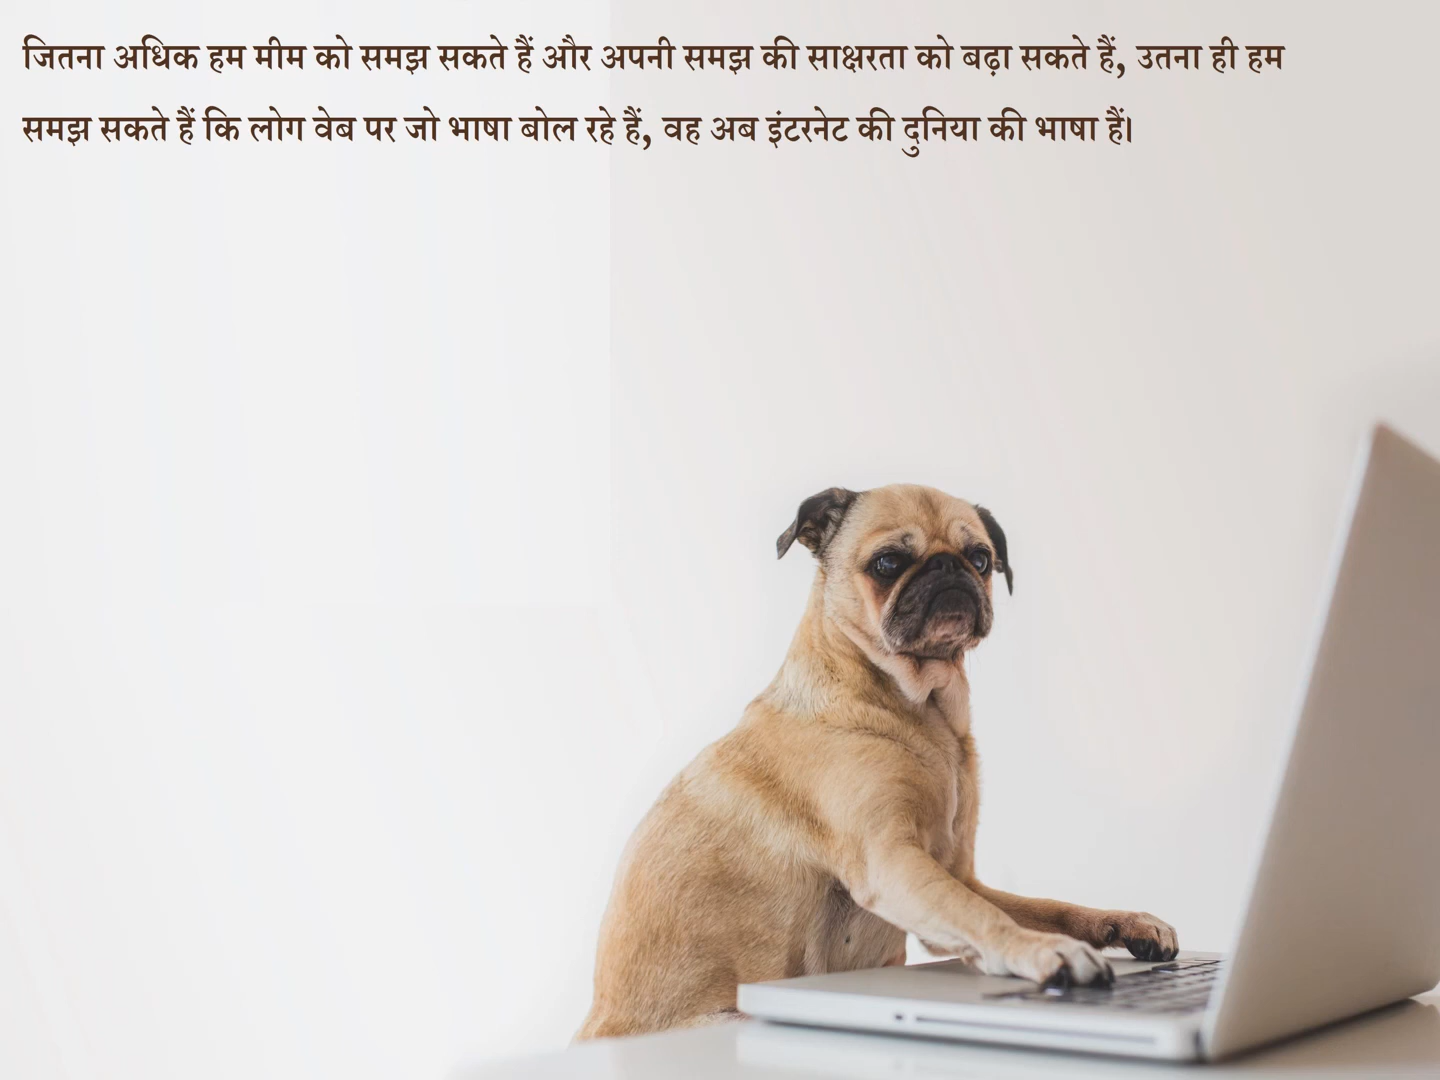 जितना अधिक हम मीम को समझ सकते हैं और अपनी समझ की साक्षरता को बढ़ा सकते हैं, उतना ही हम
समझ सकते हैं कि लोग वेब पर जो भाषा बोल रहे हैं, वह अब इंटरनेट की दुनिया की भाषा हैं।